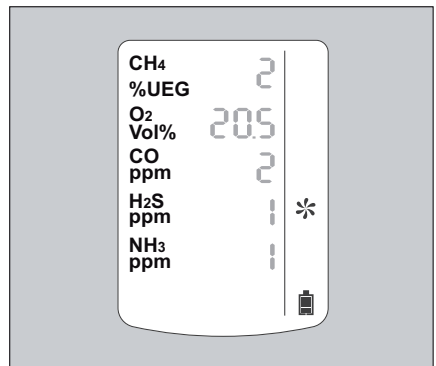 CH4 2
%UEG
O2
Vol% 20.5
CO 2
ppm
H2S 1
ppm
NH3 1
ppm